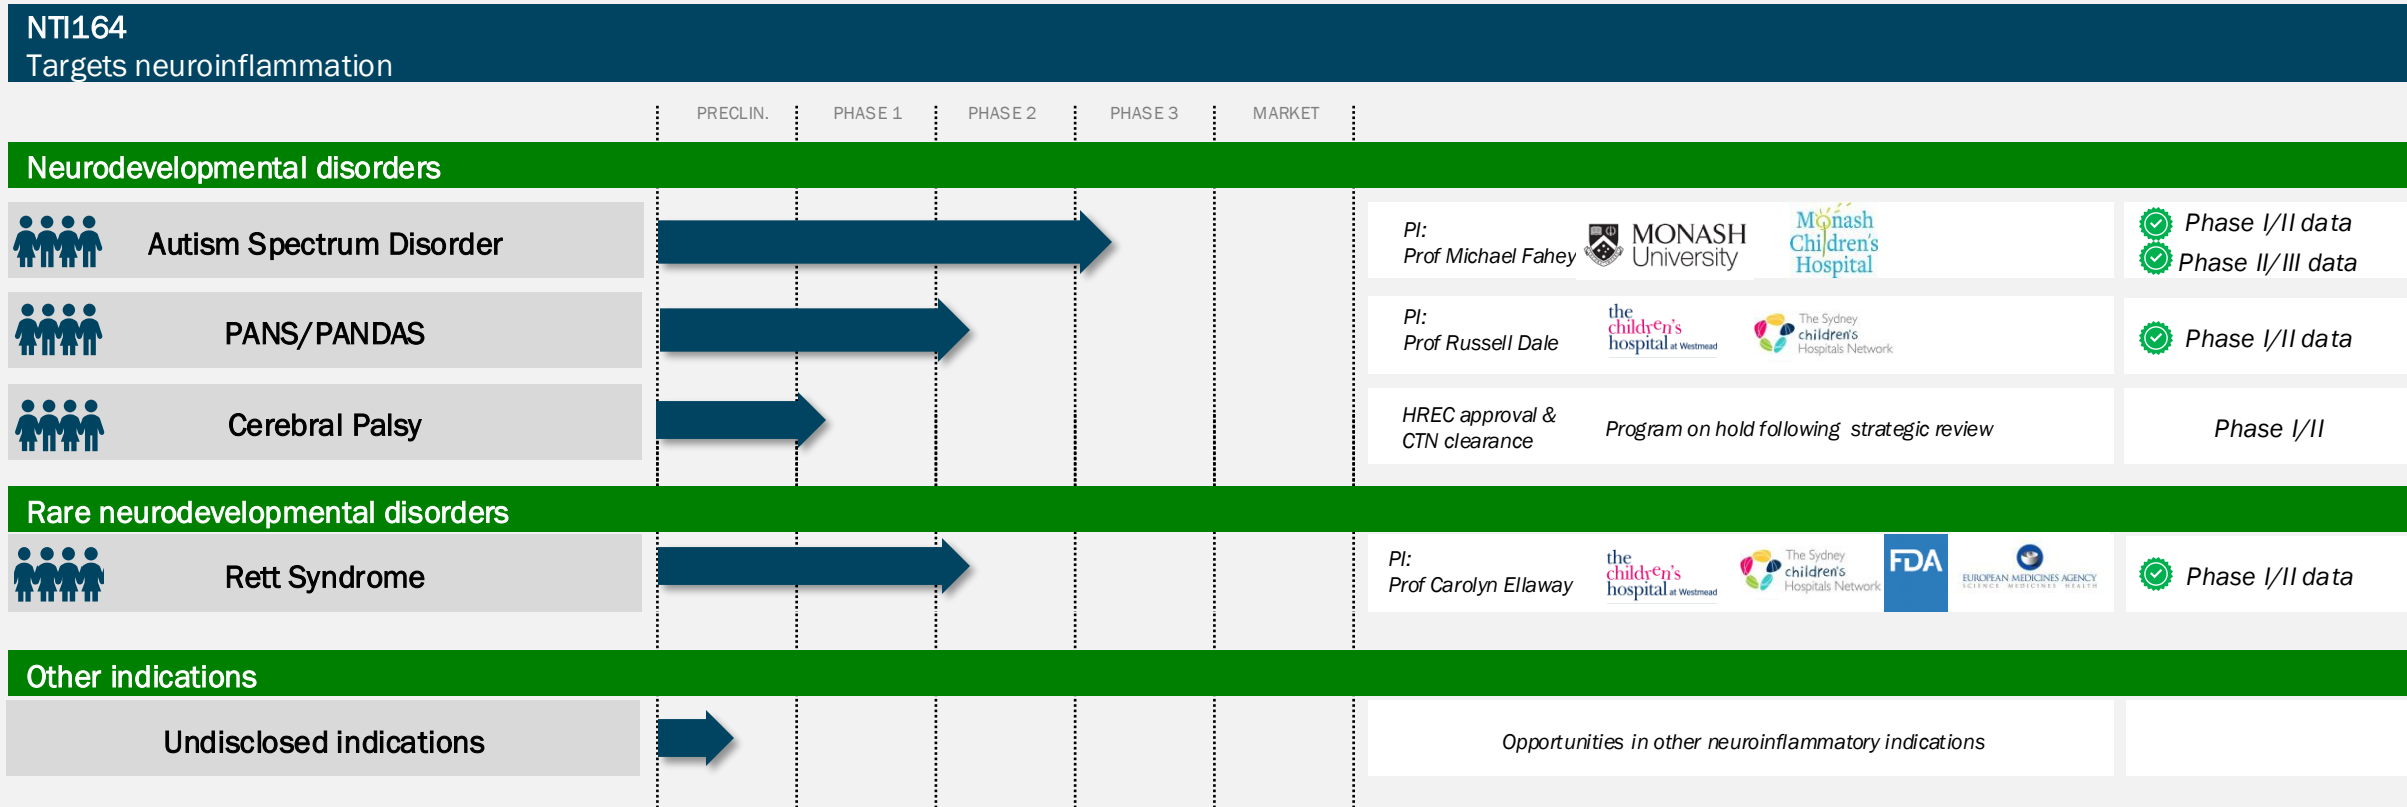 NTI164
Targets neuroinflammation
PRECLIN. PHASE 1 PHASE 2 PHASE 3 MARKET
Neurodevelopmental disorders
Autism Spectrum Disorder
PI:
Prof Michael Fahey
MONASH
University
Monash
Children's
Hospital
Phase I/II data
Phase II/III data
PANS/PANDAS
PI:
Prof Russell Dale
the
children's
hospital at Westmead
The Sydney
children's
Hospitals Network
Phase I/II data
Cerebral Palsy
HREC approval &
CTN clearance
Program on hold following strategic review
Phase I/II
Rare neurodevelopmental disorders
Rett Syndrome
PI:
Prof Carolyn Ellaway
the
children's
hospital at Westmead
The Sydney
children's
Hospitals Network
FDA
EUROPEAN MEDICINES AGENCY
SCIENCE MEDICINES HEALTH
Phase I/II data
Other indications
Undisclosed indications
Opportunities in other neuroinflammatory indications